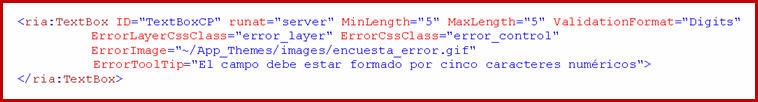 <ria:TextBox ID="TextBoxCP" runat="server" MinLength="5" MaxLength="5" ValidationFormat="Digits"
ErrorLayerCssClass="error_layer" ErrorCssClass="error_control"
ErrorImage="~/App_Themes/images/encuesta_error.gif"
ErrorToolTip="El campo debe estar formado por cinco caracteres numéricos">
</ria:TextBox>